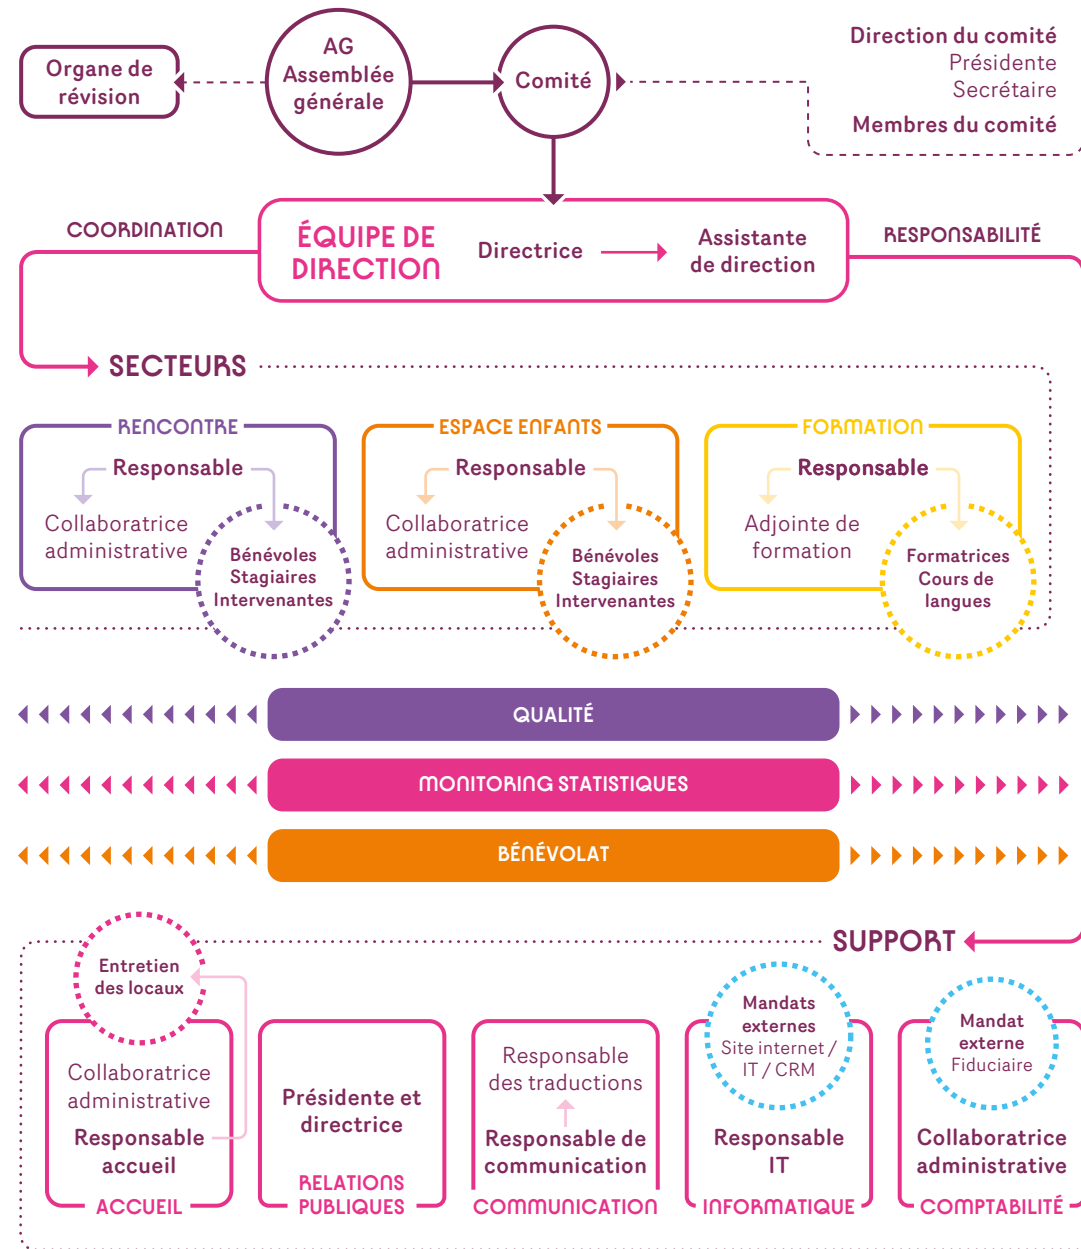 Organe de
révision
AG
Assemblée
générale
Comité
Direction du comité
Présidente
Secrétaire
Membres du comité
COORDINATION
ÉQUIPE DE
DIRECTION
Directrice
Assistante
de direction
RESPONSABILITÉ
SECTEURS
RENCONTRE
Responsable
Collaboratrice
administrative
Bénévoles
Stagiaires
Intervenantes
ESPACE ENFANTS
Responsable
Collaboratrice
administrative
Bénévoles
Stagiaires
Intervenantes
FORMATION
Responsable
Adjointe de
formation
Formatrices
Cours de
langues
QUALITÉ
MONITORING STATISTIQUES
BÉNÉVOLAT
SUPPORT
Entretien
des locaux
Collaboratrice
administrative
Responsable
accueil
ACCUEIL
Présidente et
directrice
RELATIONS
PUBLIQUES
Responsable
des traductions
Responsable de
communication
COMMUNICATION
Mandats
externes
Site internet /
IT / CRM
Responsable
IT
INFORMATIQUE
Mandat
externe
Fiduciaire
Collaboratrice
administrative
COMPTABILITÉ